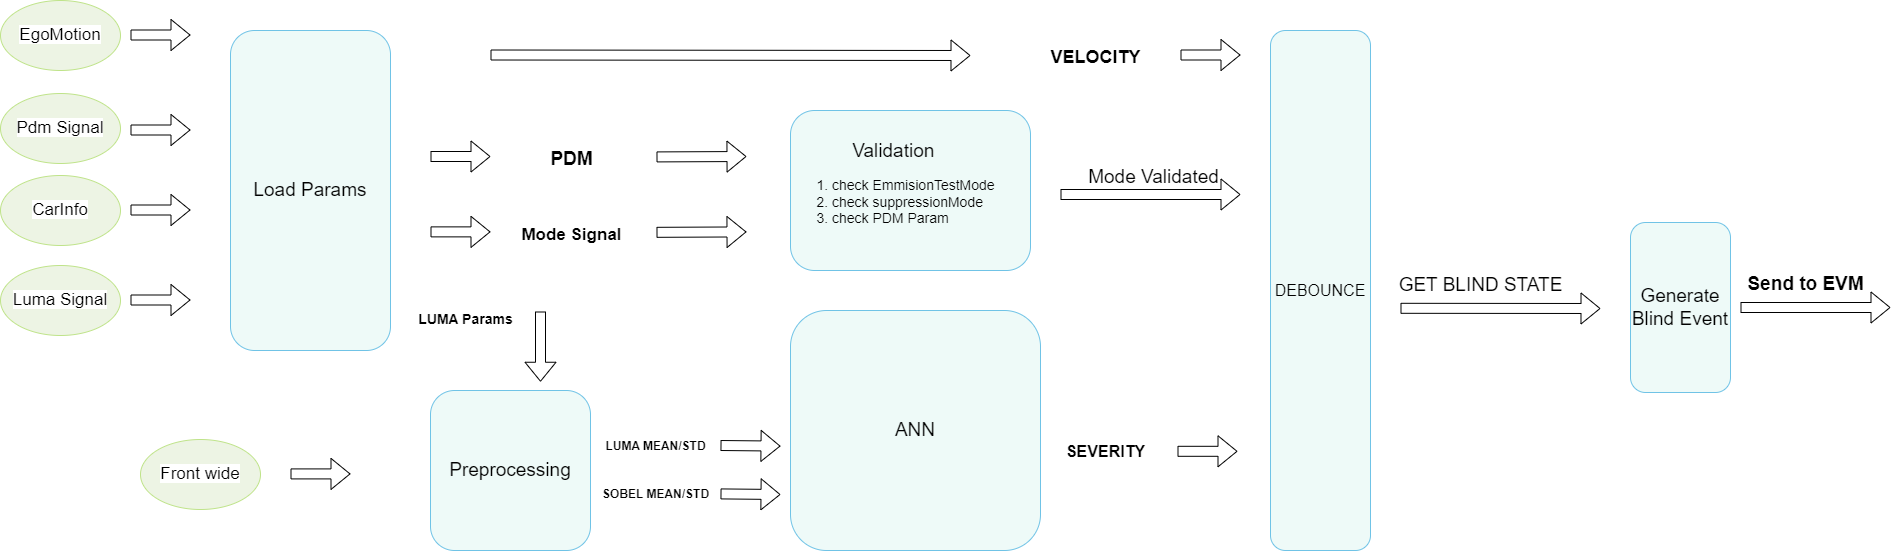 EgoMotion
Pdm Signal
CarInfo
Luma Signal
Load Params
VELOCITY
PDM
Mode Signal
Validation
1. check EmmisionTestMode
2. check suppressionMode
3. check PDM Param
Mode Validated
LUMA Params
Front wide
Preprocessing
LUMA MEAN/STD
SOBEL MEAN/STD
ANN
SEVERITY
DEBOUNCE
GET BLIND STATE
Generate
Blind Event
Send to EVM